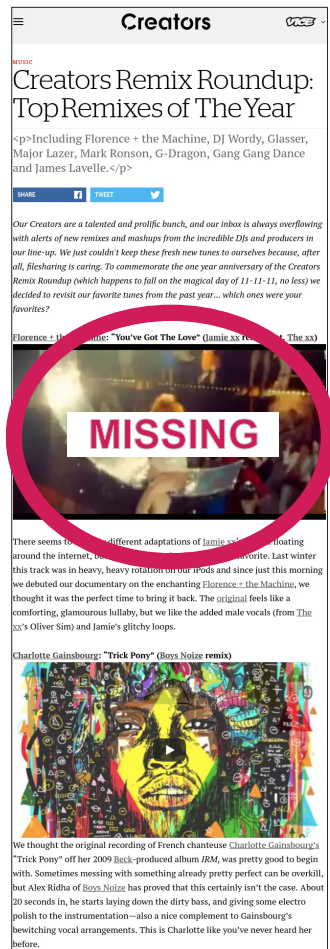 Creators
VICE
MUSIC
Creators Remix Roundup:
Top Remixes of The Year
<p>Including Florence + the Machine, DJ Wordy, Glasser,
Major Lazer, Mark Ronson, G-Dragon, Gang Gang Dance
and James Lavelle.</p>
SHARE
TWEET
Our Creators are a talented and prolific bunch, and our inbox is always overflowing
with alerts of new remixes and mashups from the incredible DJs and producers in
our line-up. We just couldn't keep these fresh new tunes to ourselves because, after
all, filesharing is caring. To commemorate the one year anniversary of the Creators
Remix Roundup (which happens to fall on the magical day of 11-11-11, no less) we
decided to revisit our favorite tunes from the past year... which ones were your
favorites?
Florence + : "You've Got The Love" (Jamie xx The xx)
MISSING
There seems to different adaptations of Jamie floating
around the internet, favorite. Last winter
this track was in heavy, heavy rotation on our iPods and since just this morning
we debuted our documentary on the enchanting Florence + the Machine, we
thought it was the perfect time to bring it back. The original feels like a
comforting, glamourous lullaby, but we like the added male vocals (from The
xx's Oliver Sim) and Jamie's glitchy loops.
Charlotte Gainsbourg: "Trick Pony" (Boys Noize remix)
We thought the original recording of French chanteuse Charlotte Gainsbourg's
"Trick Pony" off her 2009 Beck-produced album IRM, was pretty good to begin
with. Sometimes messing with something already pretty perfect can be overkill,
but Alex Ridha of Boys Noize has proved that this certainly isn't the case. About
20 seconds in, he starts laying down the dirty bass, and giving some electro
polish to the instrumentation—also a nice complement to Gainsbourg's
bewitching vocal arrangements. This is Charlotte like you've never heard her
before.